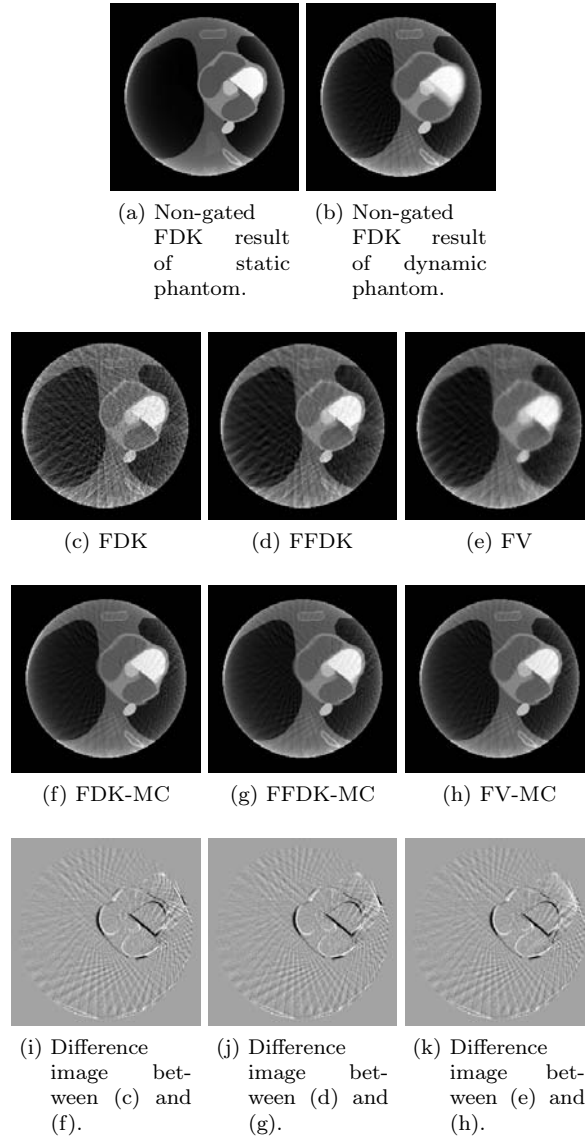 (a) Non-gated
FDK result
of static
phantom.
(b) Non-gated
FDK result
of dynamic
phantom.
(c) FDK
(d) FFDK
(e) FV
(f) FDK-MC
(g) FFDK-MC
(h) FV-MC
(i) Difference
image bet-
ween (c) and
(f).
(j) Difference
image bet-
ween (d) and
(g).
(k) Difference
image bet-
ween (e) and
(h).